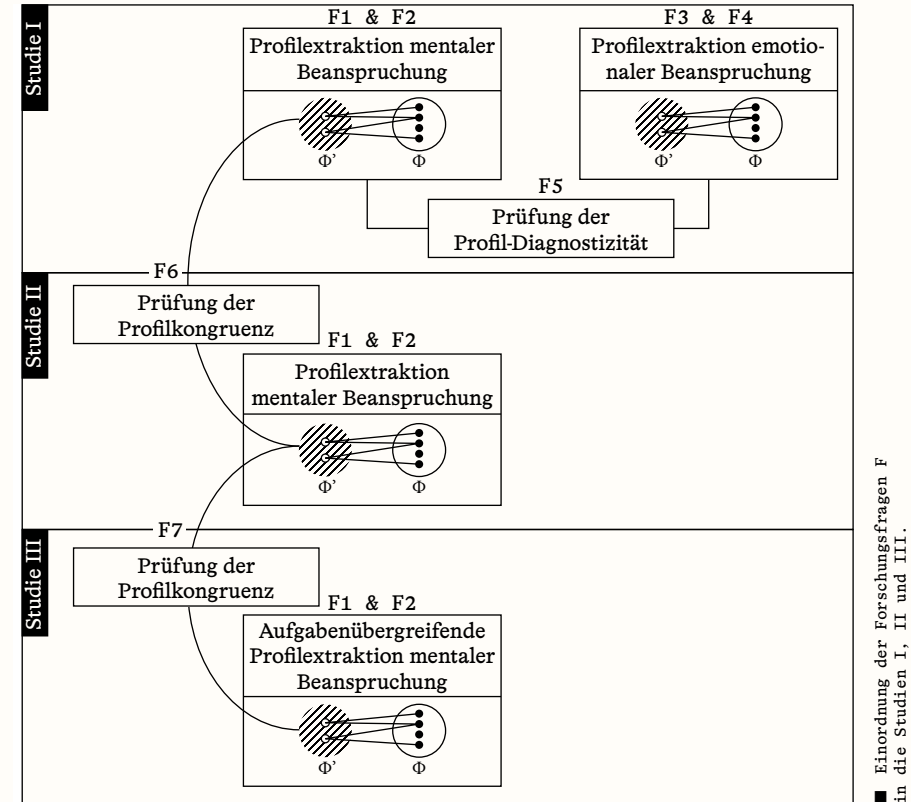 Studie I
F1 & F2
Profilextraktion mentaler
Beanspruchung
Φ’
Φ
F3 & F4
Profilextraktion emotio-
naler Beanspruchung
Φ’
Φ
F5
Prüfung der
Profil-Diagnostizität
Studie II
F6
Prüfung der
Profilkongruenz
F1 & F2
Profilextraktion
mentaler Beanspruchung
Φ’
Φ
Studie III
F7
Prüfung der
Profilkongruenz
F1 & F2
Aufgabenübergreifende
Profilextraktion mentaler
Beanspruchung
Φ’
Φ
■ Einordnung der Forschungsfragen F
in die Studien I, II und III.